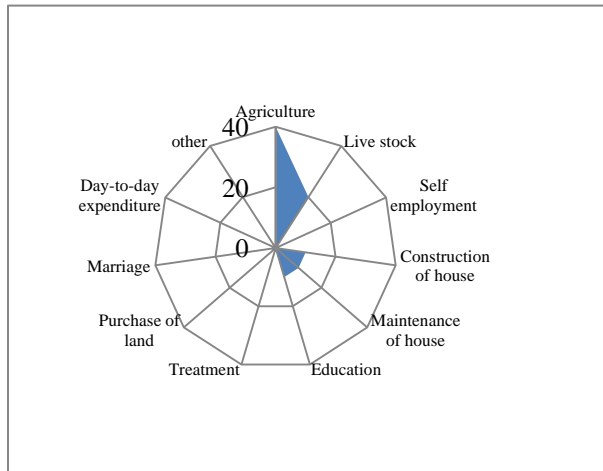 Agriculture
Live stock
Self
employment
Construction
of house
Maintenance
of house
Education
Treatment
Purchase of
land
Marriage
Day-to-day
expenditure
other
40
20
0